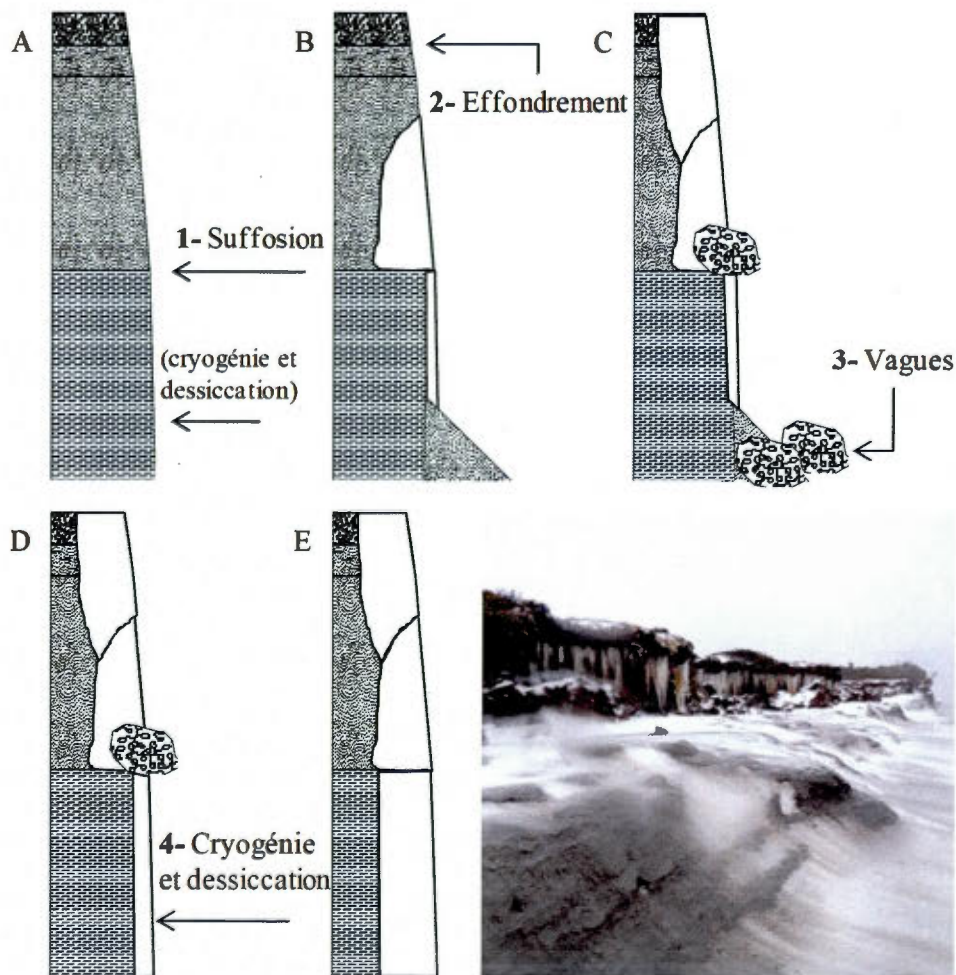 A
B
C
2- Effondrement
1- Suffosion
(cryogénie et
dessiccation)
3- Vagues
D
E
4- Cryogénie
et dessiccation